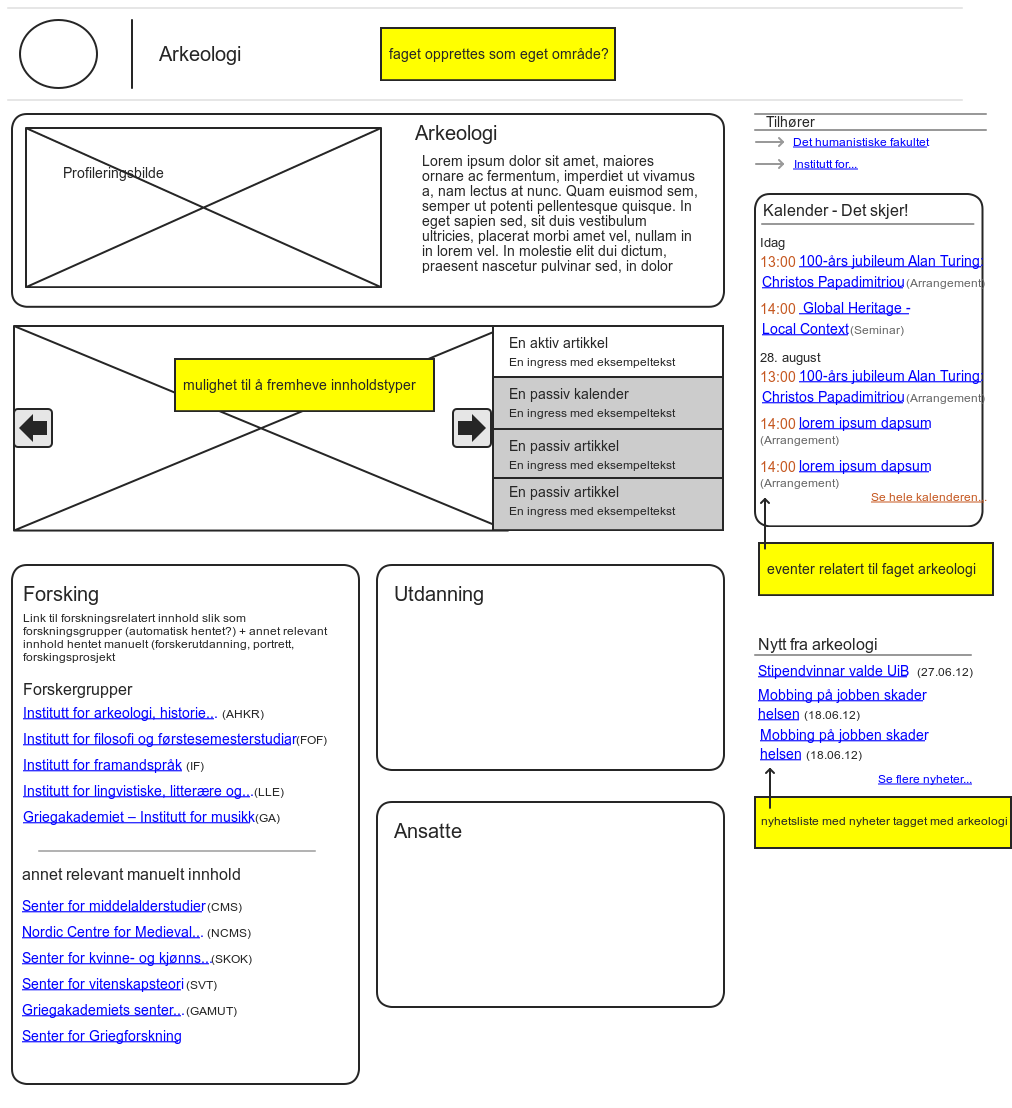 Arkeologi
faget opprettes som eget område?
Profileringsbilde
Arkeologi
Lorem ipsum dolor sit amet, maiores
ornare ac fermentum, imperdiet ut vivamus
a, nam lectus at nunc. Quam euismod sem,
semper ut potenti pellentesque quisque. In
eget sapien sed, sit duis vestibulum
ultricies, placerat morbi amet vel, nullam in
in lorem vel. In molestie elit dui dictum,
praesent nascetur pulvinar sed, in dolor
mulighet til å fremheve innholdstyper
En aktiv artikkel
En ingress med eksempeltekst
En passiv kalender
En ingress med eksempeltekst
En passiv artikkel
En ingress med eksempeltekst
En passiv artikkel
En ingress med eksempeltekst
Forsking
Link til forskningsrelatert innhold slik som
forskningsgrupper (automatisk hentet?) + annet relevant
innhold hentet manuelt (forskerutdanning, portrett,
forskingsprosjekt
Forskergrupper
Institutt for arkeologi, historie... (AHKR)
Institutt for filosofi og førstesemesterstudiar(FOF)
Institutt for framandspråk (IF)
Institutt for lingvistiske, litterære og...(LLE)
Griegakademiet – Institutt for musikk(GA)
annet relevant manuelt innhold
Senter for middelalderstudier (CMS)
Nordic Centre for Medieval... (NCMS)
Senter for kvinne- og kjønns...(SKOK)
Senter for vitenskapsteori (SVT)
Griegakademiets senter... (GAMUT)
Senter for Griegforskning
Utdanning
Ansatte
Tilhører
Det humanistiske fakultet
Institutt for...
Kalender - Det skjer!
Idag
13:00 100-års jubileum Alan Turing:
Christos Papadimitriou (Arrangement)
14:00 Global Heritage -
Local Context (Seminar)
28. august
13:00 100-års jubileum Alan Turing:
Christos Papadimitriou (Arrangement)
14:00 lorem ipsum dapsum
(Arrangement)
14:00 lorem ipsum dapsum
(Arrangement)
Se hele kalenderen...
eventer relatert til faget arkeologi
Nytt fra arkeologi
Stipendvinnar valde UiB (27.06.12)
Mobbing på jobben skader
helsen (18.06.12)
Mobbing på jobben skader
helsen (18.06.12)
Se flere nyheter...
nyhetsliste med nyheter tagget med arkeologi